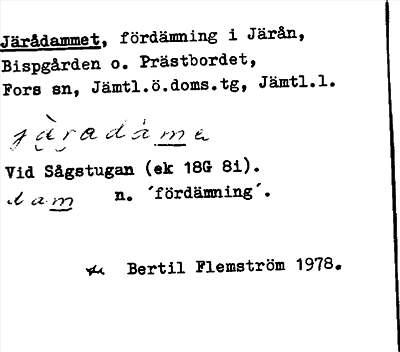 Järådammet, fördämning i Järån,
Bispgården o. Prästbordet,
Fors sn, Jämtl.ö.doms.tg, Jämtl.l.
Vid Sågstugan (ek 18G 8i).
dam n. ´fördämning´.
Bertil Flemström 1978.